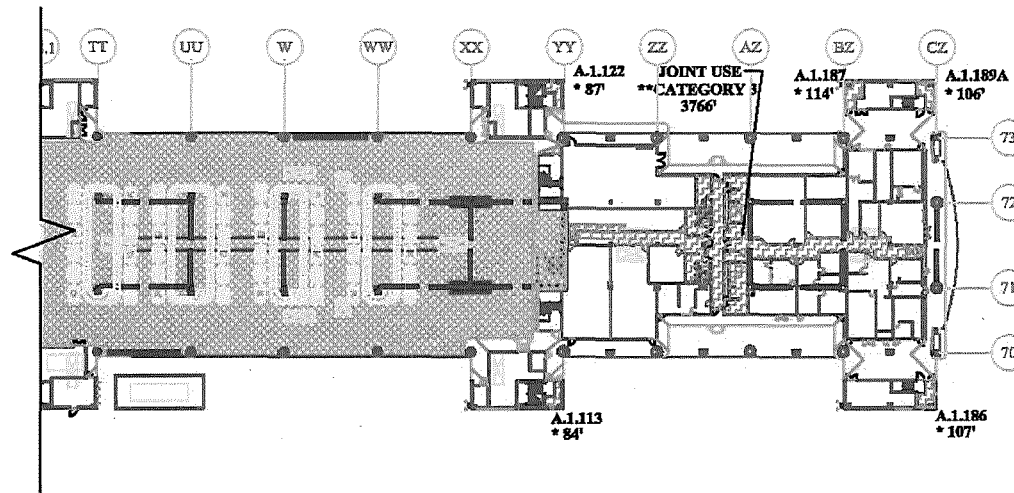 TT UU W WW XX YY ZZ AZ BZ CZ
A.1.122
* 87'
JOINT USE
CATEGORY
3766'
A.1.187
* 114'
A.1.189A
* 106'
73
72
71
70
A.1.113
* 84'
A.1.186
* 107'